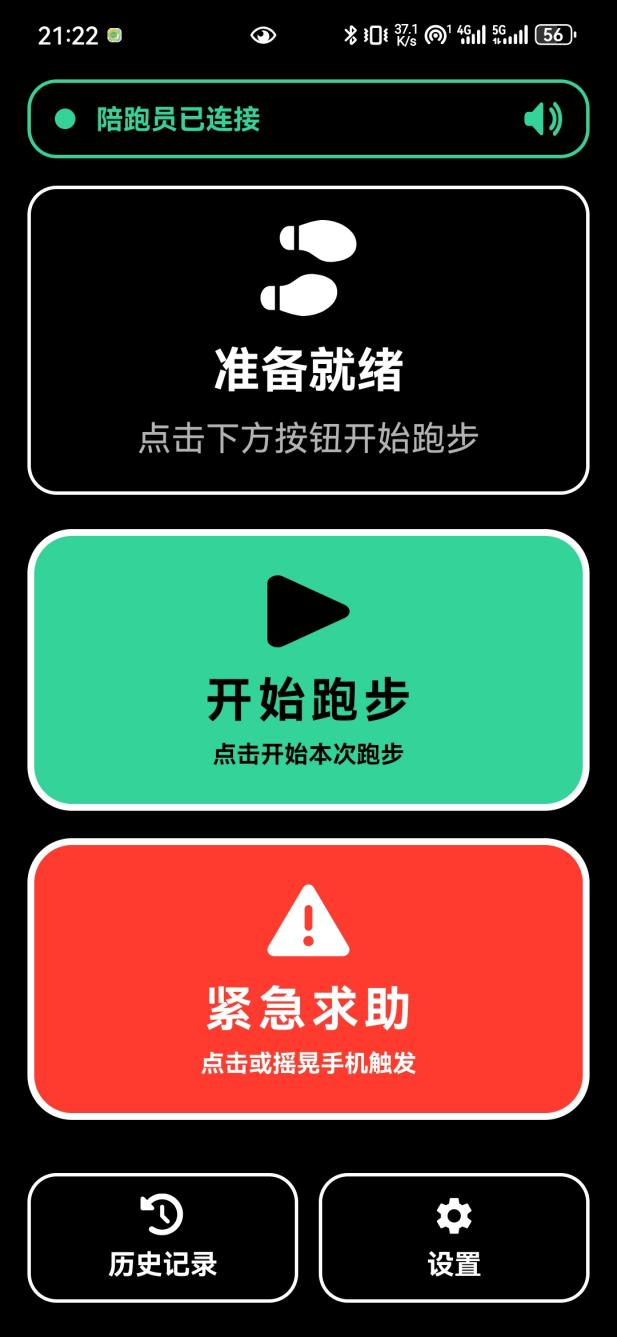 21:22
37.1 K/s
1 4G 5G 56
陪跑员已连接
准备就绪
点击下方按钮开始跑步
开始跑步
点击开始本次跑步
紧急求助
点击或摇晃手机触发
历史记录
设置